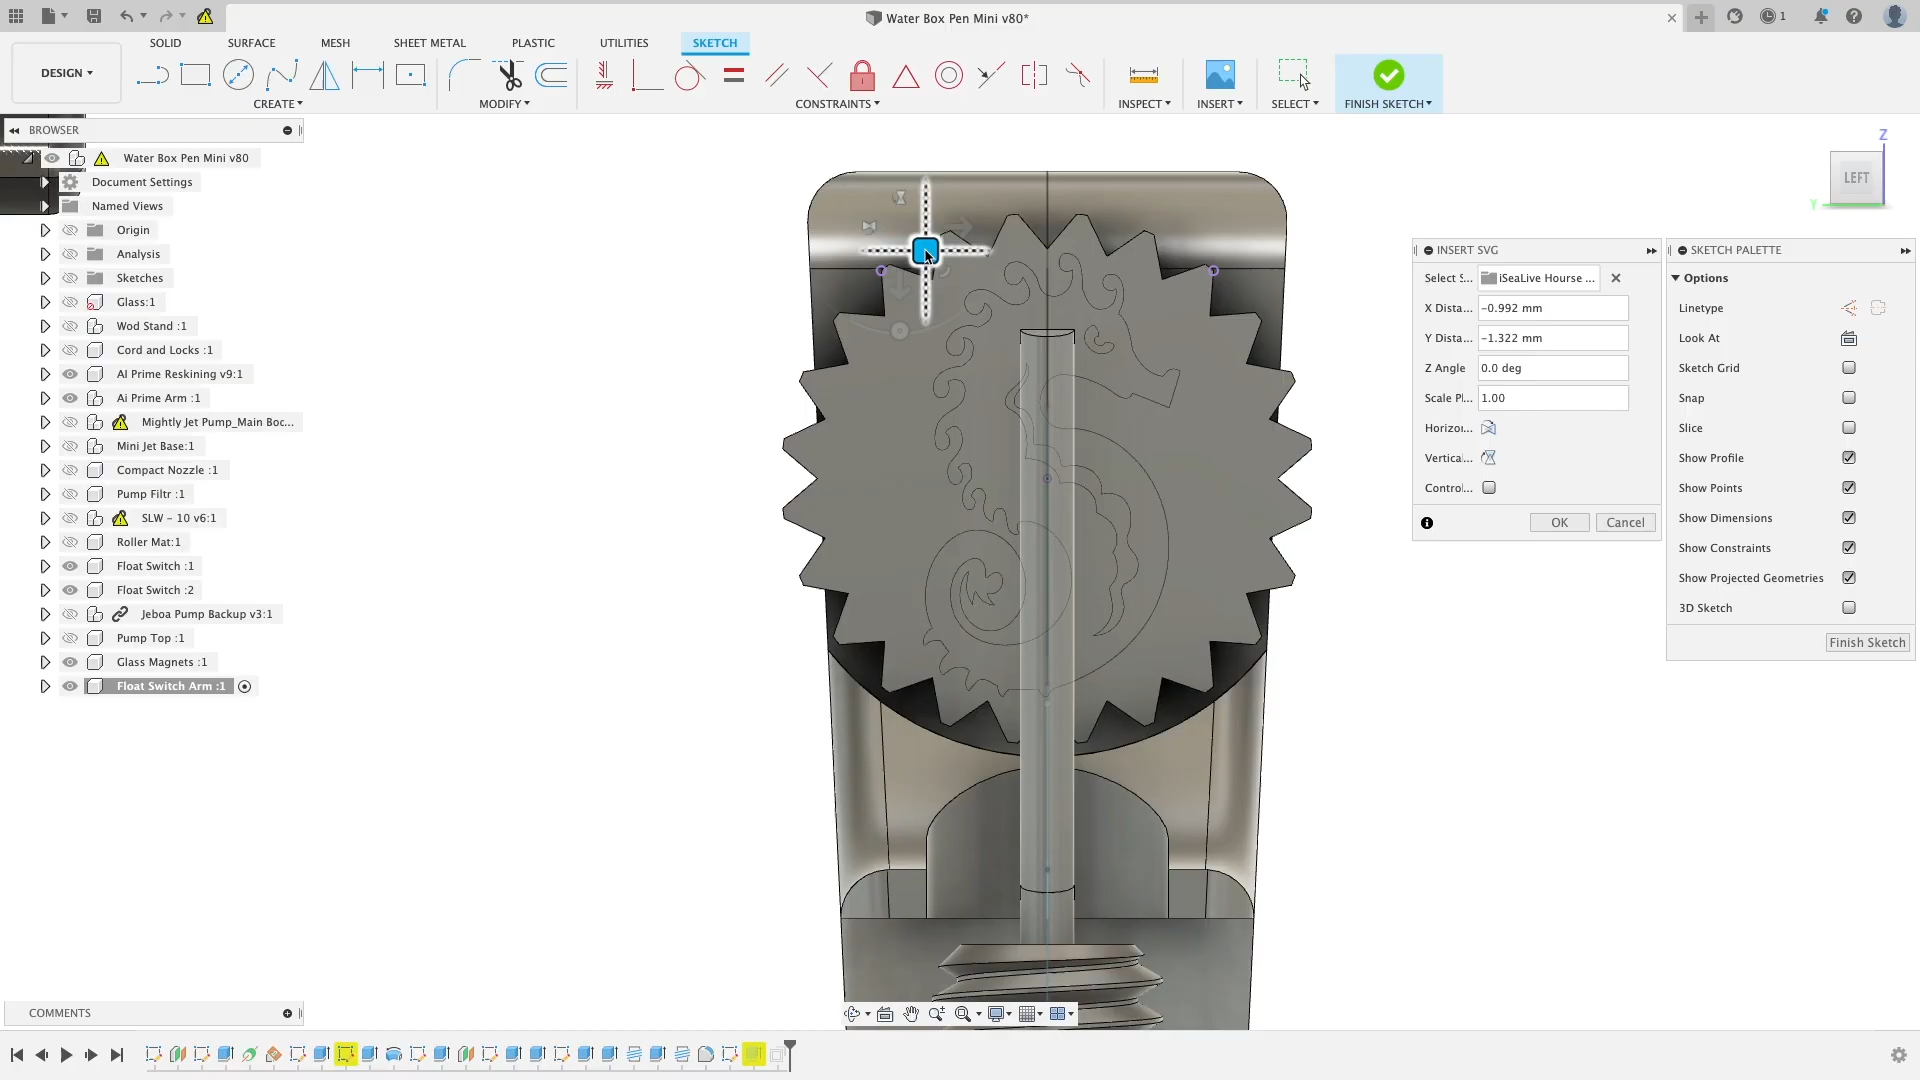 Water Box Pen Mini v80*
1
DESIGN
SOLID
SURFACE
MESH
SHEET METAL
PLASTIC
UTILITIES
SKETCH
CREATE
MODIFY
CONSTRAINTS
INSPECT
INSERT
SELECT
FINISH SKETCH
BROWSER
Water Box Pen Mini v80
Document Settings
Named Views
Origin
Analysis
Sketches
Glass:1
Wod Stand :1
Cord and Locks :1
AI Prime Reskining v9:1
Ai Prime Arm :1
Mightly Jet Pump_Main Boc...
Mini Jet Base:1
Compact Nozzle :1
Pump Filtr :1
SLW - 10 v6:1
Roller Mat:1
Float Switch :1
Float Switch :2
Jeboa Pump Backup v3:1
Pump Top :1
Glass Magnets :1
Float Switch Arm :1
COMMENTS
Z
LEFT
Y
INSERT SVG
Select S... iSeaLive Hourse ...
X Dista... -0.992 mm
Y Dista... -1.322 mm
Z Angle 0.0 deg
Scale Pl... 1.00
Horizo...
Vertica...
Contro...
OK
Cancel
SKETCH PALETTE
Options
Linetype
Look At
Sketch Grid
Snap
Slice
Show Profile
Show Points
Show Dimensions
Show Constraints
Show Projected Geometries
3D Sketch
Finish Sketch